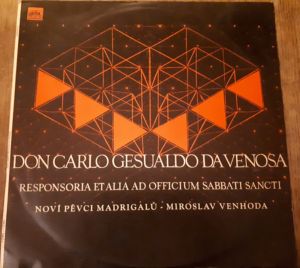 DON CARLO GESUALDO DA VENOSA
RESPONSORIA ET ALIA AD OFFICIUM SABBATI SANCTI
NOVÍ PĚVCI MADRIGALŮ - MIROSLAV VENHODA